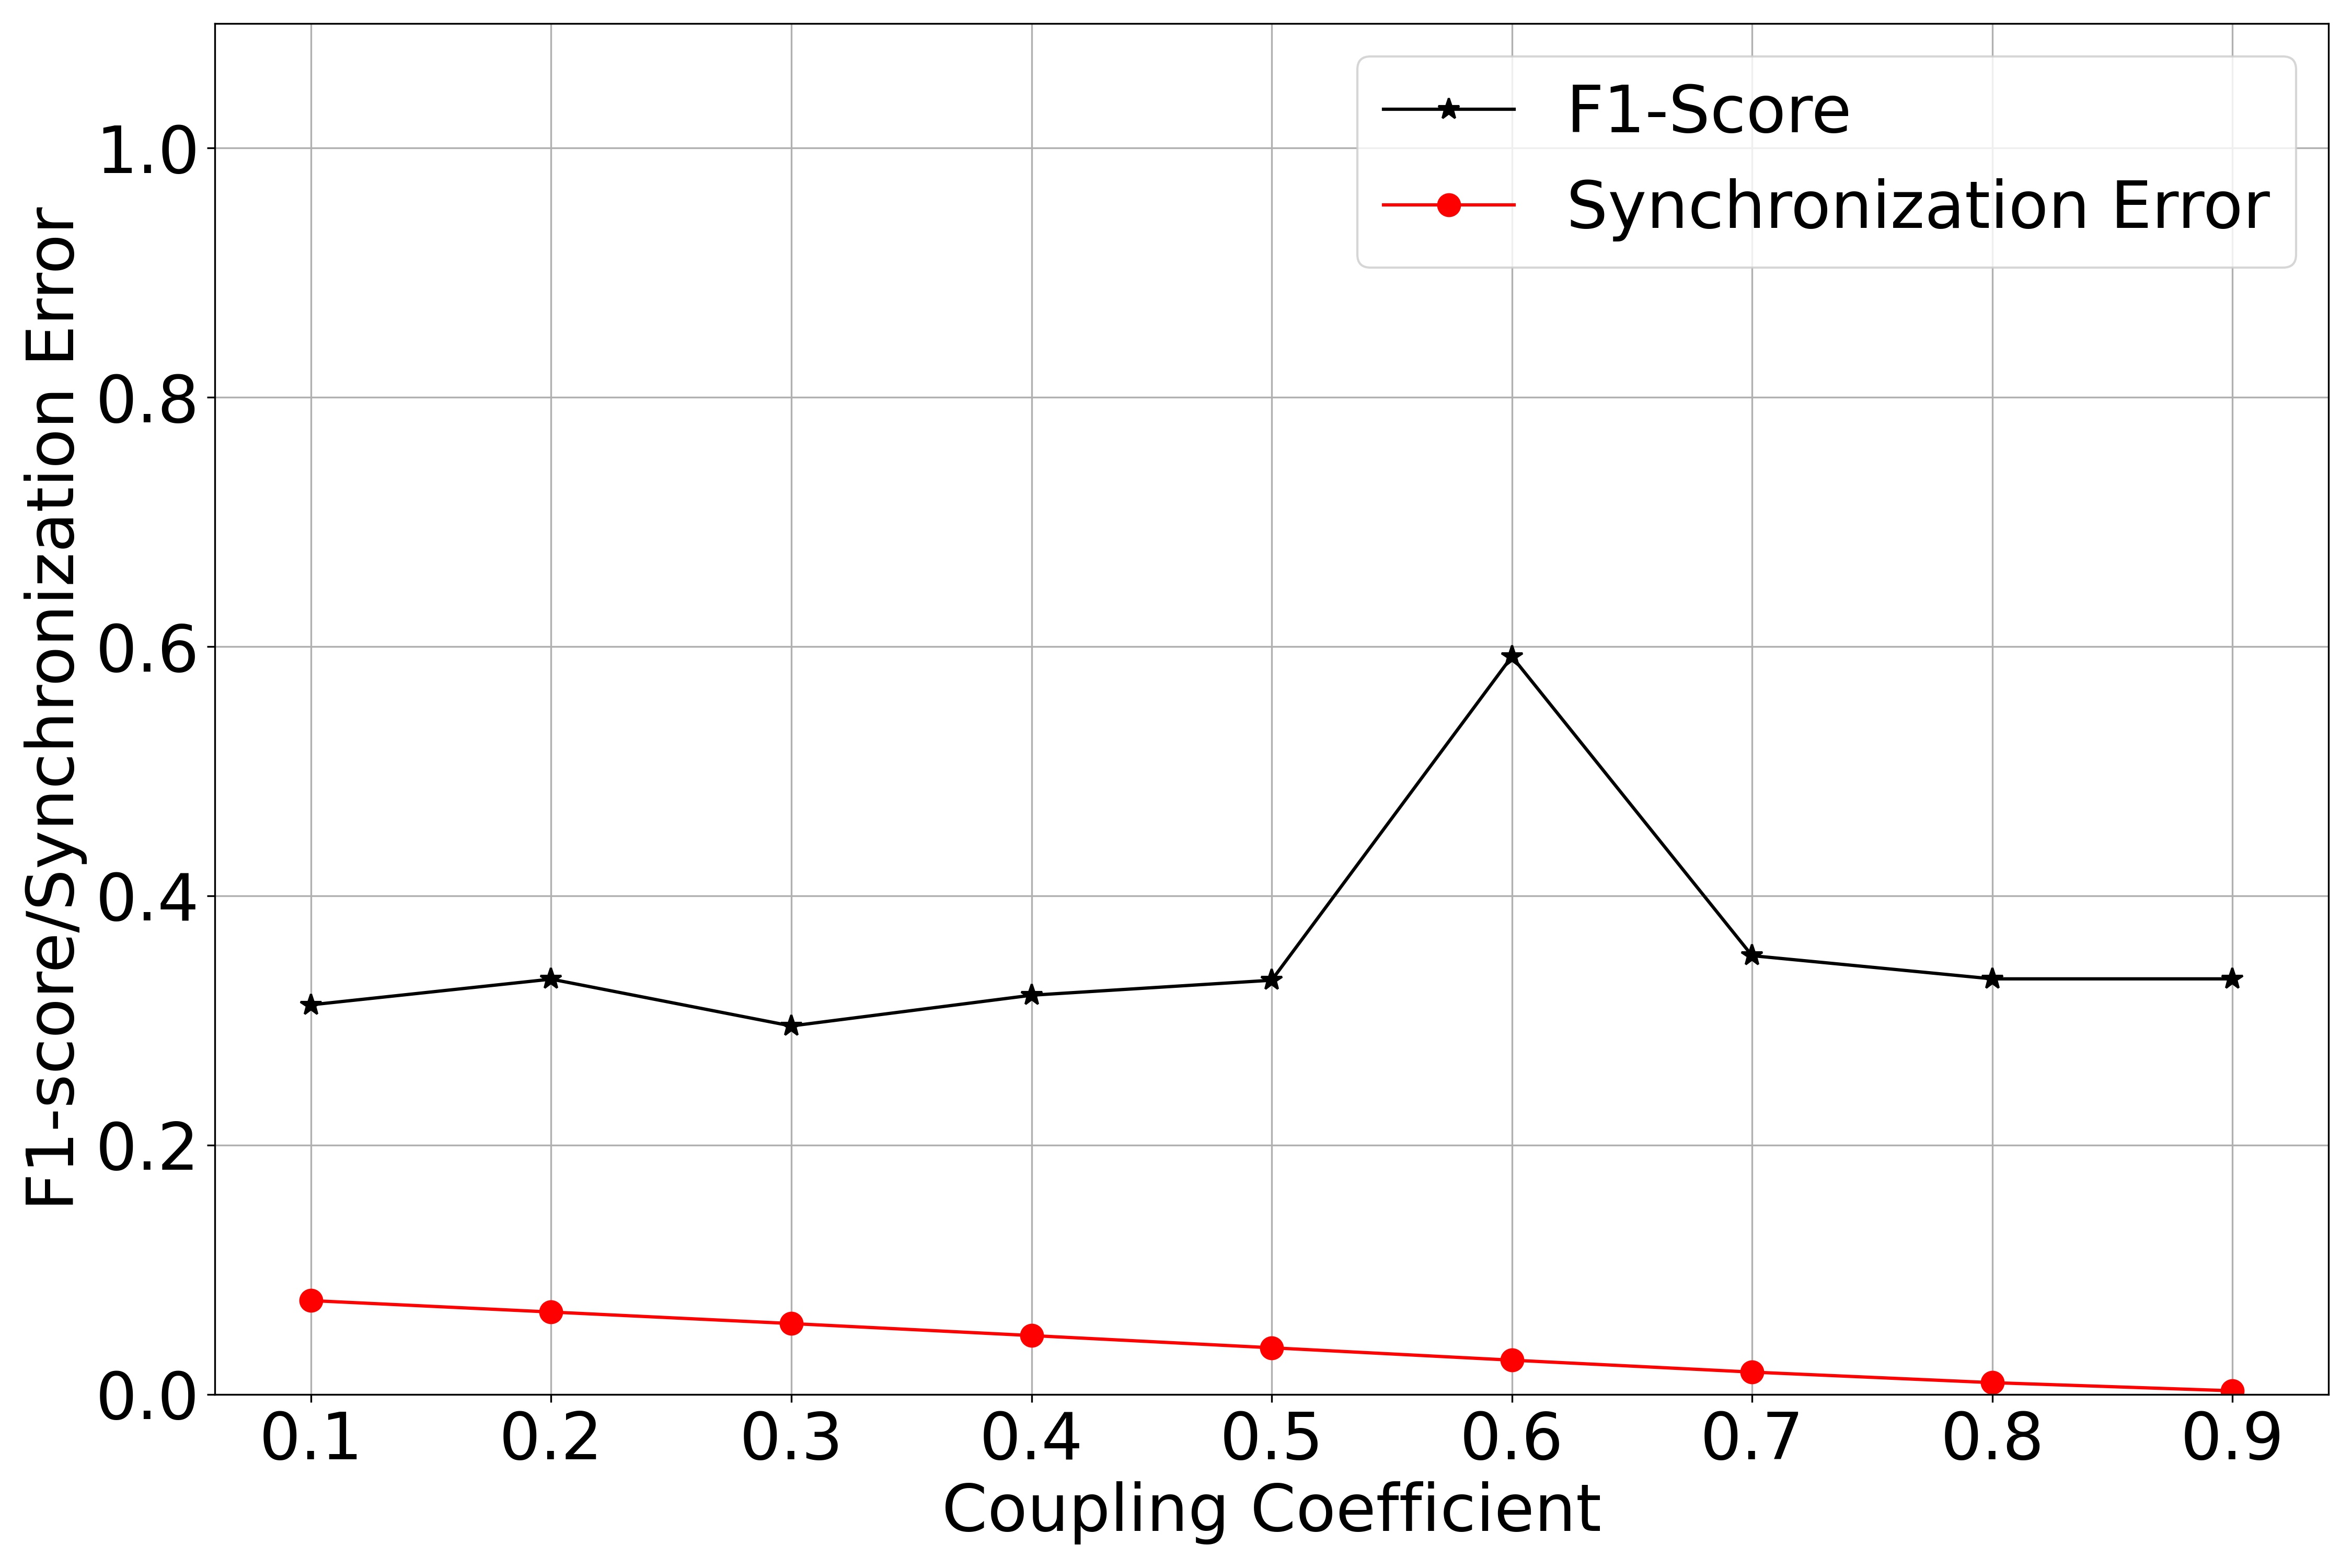 F1-Score
Synchronization Error
F1-score/Synchronization Error
1.0
0.8
0.6
0.4
0.2
0.0
0.1 0.2 0.3 0.4 0.5 0.6 0.7 0.8 0.9
Coupling Coefficient